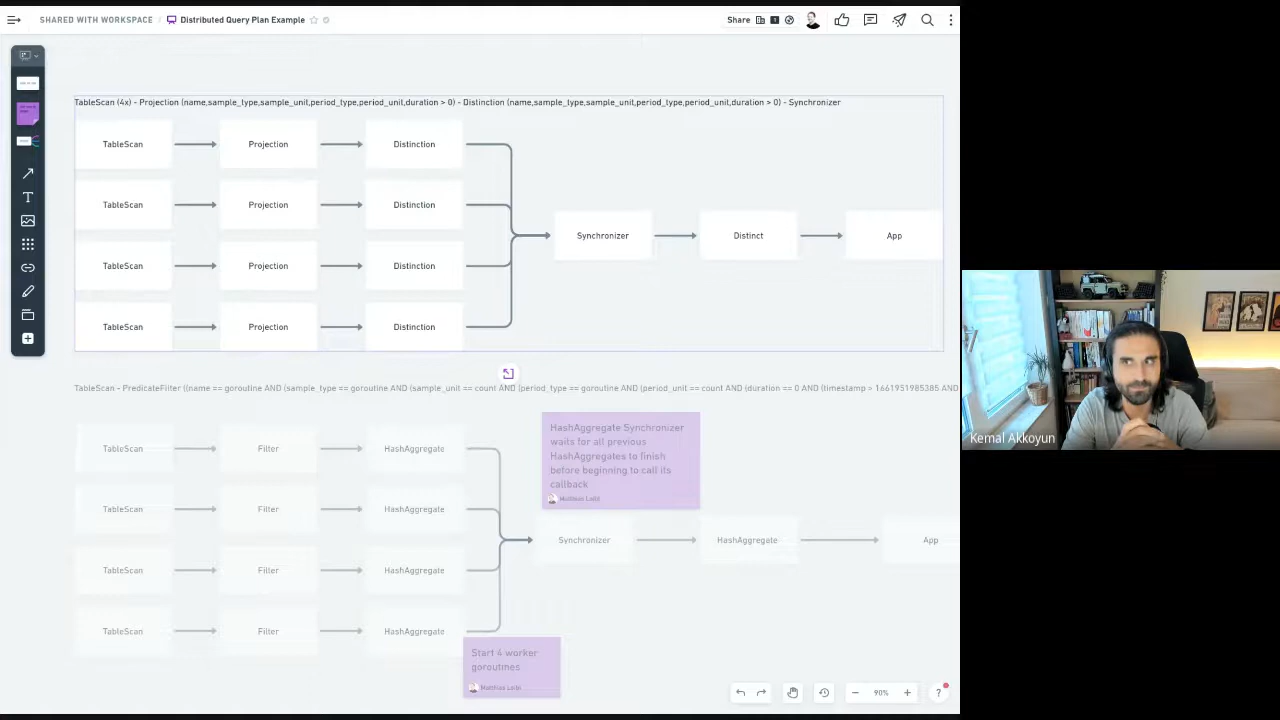 SHARED WITH WORKSPACE / Distributed Query Plan Example
Share
TableScan (4x) - Projection (name,sample_type,sample_unit,period_type,period_unit,duration > 0) - Distinction (name,sample_type,sample_unit,period_type,period_unit,duration > 0) - Synchronizer
TableScan Projection Distinction
TableScan Projection Distinction
Synchronizer Distinct App
TableScan Projection Distinction
TableScan Projection Distinction
TableScan - PredicateFilter ((name == goroutine AND (sample_type == goroutine AND (sample_unit == count AND (period_type == goroutine AND (period_unit == count AND (duration == 0 AND (timestamp > 1661951985385 AND
HashAggregate Synchronizer
waits for all previous
HashAggregates to finish
before beginning to call its
callback
Matthias Loibl
TableScan Filter HashAggregate
TableScan Filter HashAggregate
Synchronizer HashAggregate App
TableScan Filter HashAggregate
TableScan Filter HashAggregate
Start 4 worker
goroutines
Matthias Loibl
90%
?
Kemal Akkoyun